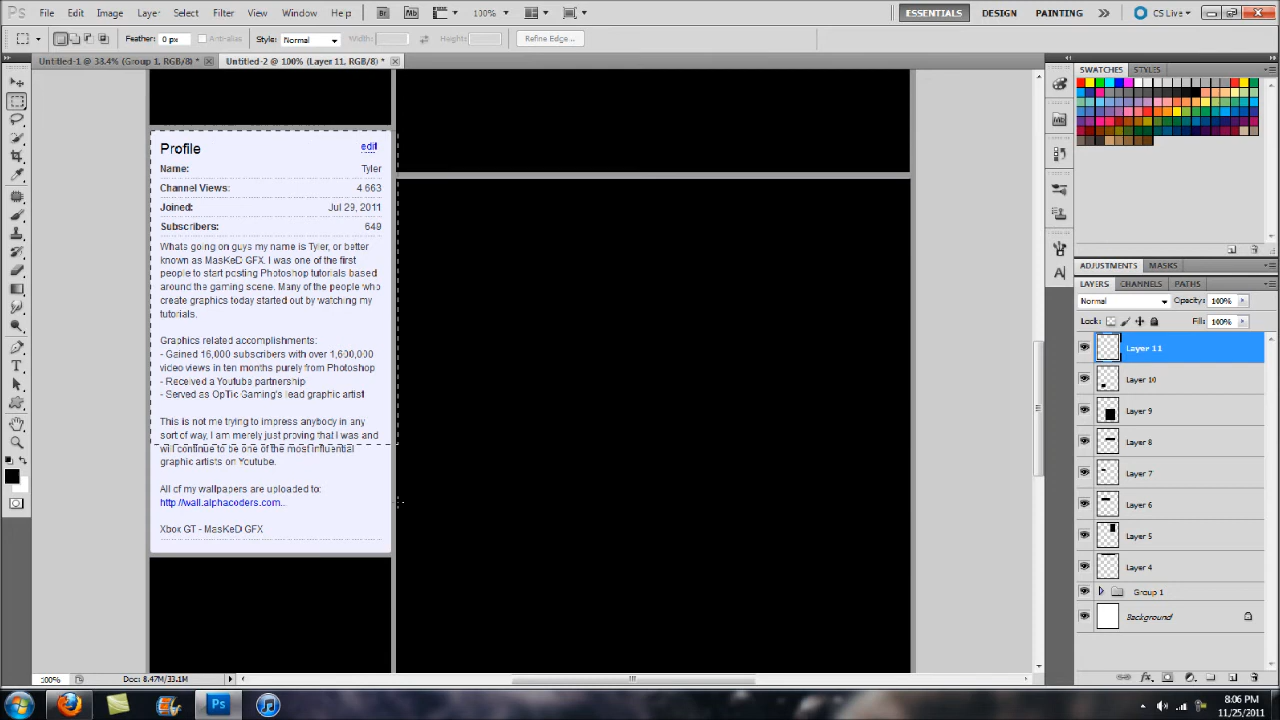 Ps File Edit Image Layer Select Filter View Window Help Br Mb 100% ESSENTIALS DESIGN PAINTING CS Live
Feather: 0 px Anti-alias Style: Normal Width: Height: Refine Edge...
Untitled-1 @ 38.4% (Group 1, RGB/8) * Untitled-2 @ 100% (Layer 11, RGB/8) *
SWATCHES STYLES
Profile edit
Name: Tyler
Channel Views: 4 663
Joined: Jul 29, 2011
Subscribers: 649
Whats going on guys my name is Tyler, or better
known as MasKeD GFX. I was one of the first
people to start posting Photoshop tutorials based
around the gaming scene. Many of the people who
create graphics today started out by watching my
tutorials.
Graphics related accomplishments:
- Gained 16,000 subscribers with over 1,600,000
video views in ten months purely from Photoshop
- Received a Youtube partnership
- Served as OpTic Gaming's lead graphic artist
This is not me trying to impress anybody in any
sort of way, I am merely just proving that I was and
will continue to be one of the most influential
graphic artists on Youtube.
All of my wallpapers are uploaded to:
http://wall.alphacoders.com..
Xbox GT - MasKeD GFX
Mb
A
ADJUSTMENTS MASKS
LAYERS CHANNELS PATHS
Normal Opacity: 100%
Lock: Fill: 100%
Layer 11
Layer 10
Layer 9
Layer 8
Layer 7
Layer 6
Layer 5
Layer 4
Group 1
Background
100% Doc: 8.47M/33.1M
Ps
8:06 PM
11/25/2011